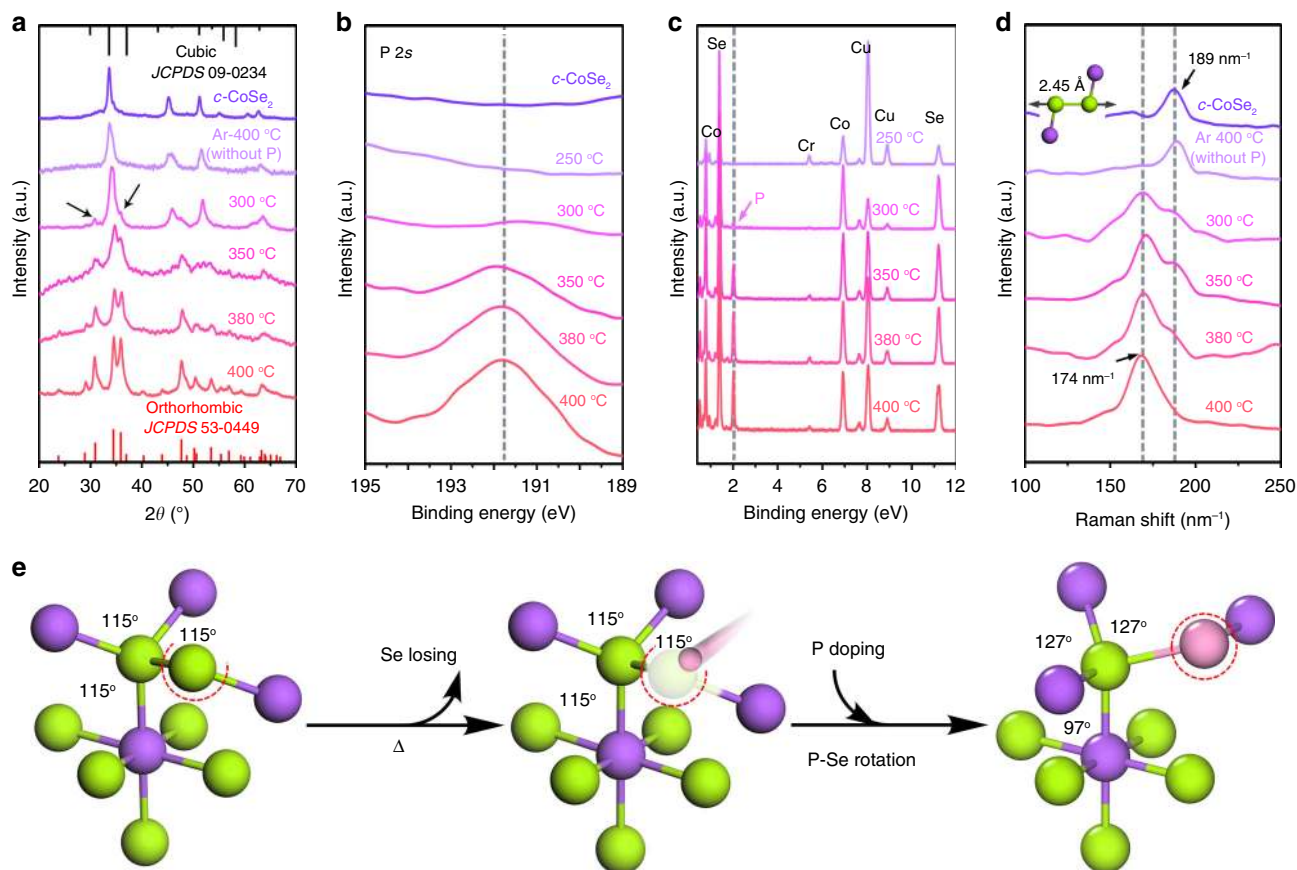 a
Cubic
JCPDS 09-0234
c-CoSe₂
Ar-400 °C
(without P)
300 °C
350 °C
380 °C
400 °C
Orthorhombic
JCPDS 53-0449
Intensity (a.u.)
20 30 40 50 60 70
2θ (°)
b
P 2s
c-CoSe₂
250 °C
300 °C
350 °C
380 °C
400 °C
Intensity (a.u.)
195 193 191 189
Binding energy (eV)
c
Se
Cu
Co
Cr
Co
Cu
Se
250 °C
P
300 °C
350 °C
380 °C
400 °C
Intensity (a.u.)
2 4 6 8 10 12
Binding energy (eV)
d
189 nm⁻¹
2.45 Å
c-CoSe₂
Ar 400 °C
(without P)
300 °C
350 °C
380 °C
174 nm⁻¹
400 °C
Intensity (a.u.)
100 150 200 250
Raman shift (nm⁻¹)
e
115°
115°
115°
Se losing
Δ
115°
115°
115°
P doping
P-Se rotation
127°
127°
97°